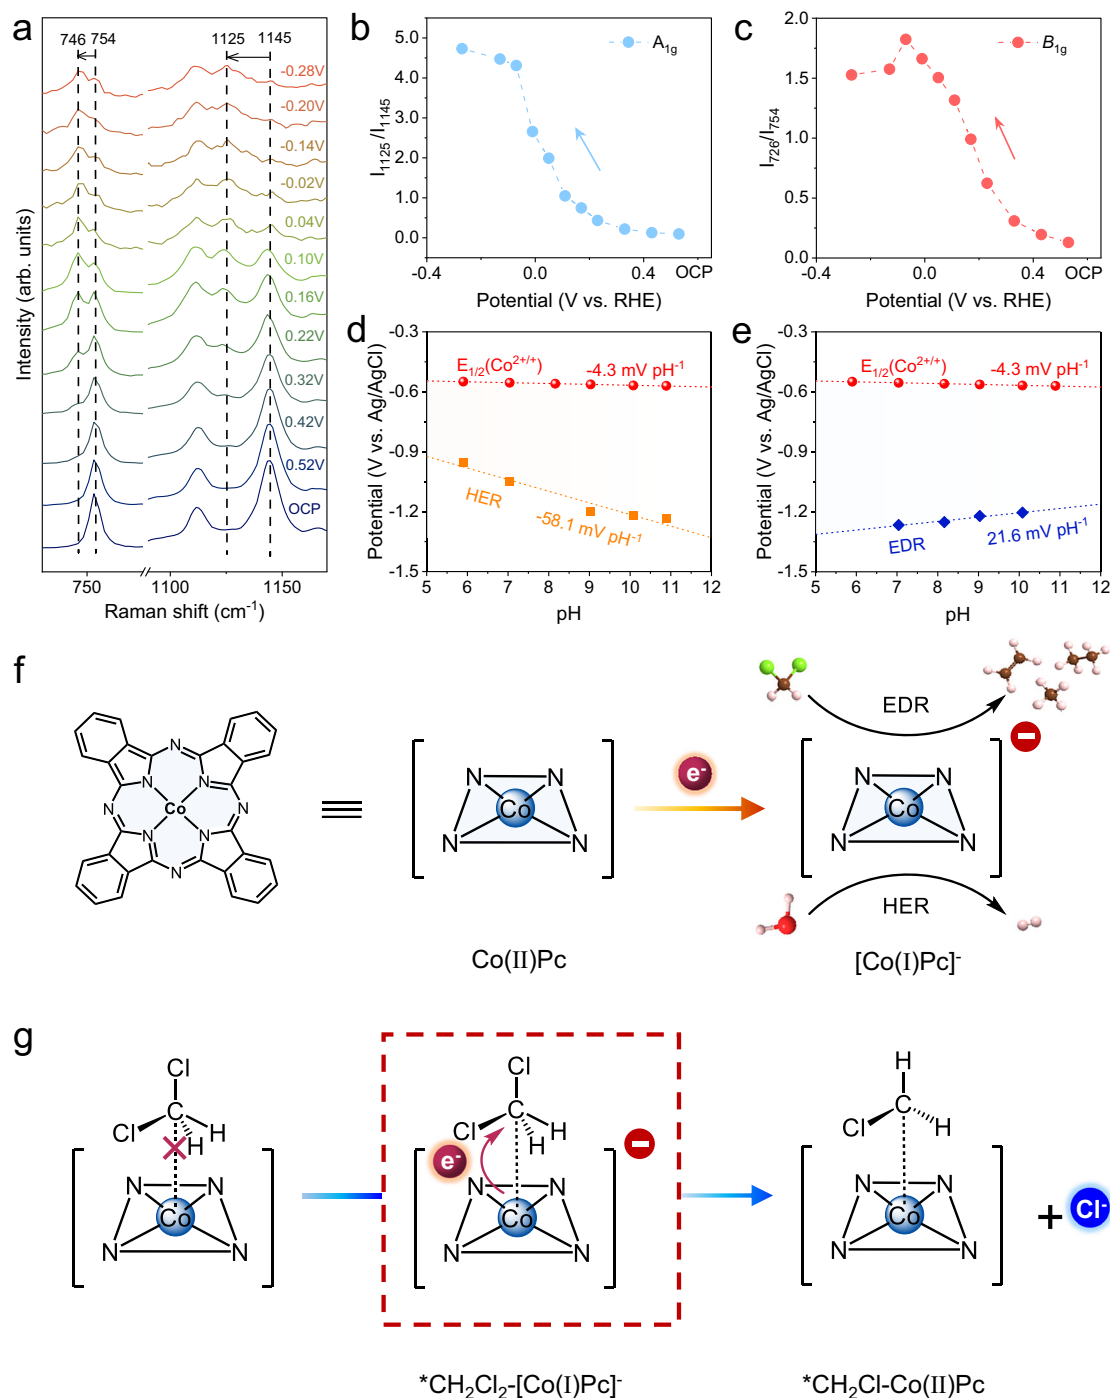 a
746 754
1125 1145
-0.28V
-0.20V
-0.14V
-0.02V
0.04V
0.10V
0.16V
0.22V
0.32V
0.42V
0.52V
OCP
Intensity (arb. units)
750 1100 1150
Raman shift (cm⁻¹)
b
A₁g
5.0
4.0
3.0
2.0
1.0
0.0
I₁₁₂₅/I₁₁₄₅
-0.4 0.0 0.4 OCP
Potential (V vs. RHE)
c
B₁g
2.0
1.5
1.0
0.5
0.0
I₇₂₆/I₇₅₄
-0.4 0.0 0.4 OCP
Potential (V vs. RHE)
d
-0.3
-0.6
-0.9
-1.2
-1.5
Potential (V vs. Ag/AgCl)
E₁/₂(Co²⁺/⁺) -4.3 mV pH⁻¹
HER
-58.1 mV pH⁻¹
5 6 7 8 9 10 11 12
pH
e
-0.3
-0.6
-0.9
-1.2
-1.5
Potential (V vs. Ag/AgCl)
E₁/₂(Co²⁺/⁺) -4.3 mV pH⁻¹
EDR 21.6 mV pH⁻¹
5 6 7 8 9 10 11 12
pH
f
N
N N
N Co N
N N
N
N N
Co
N N
e⁻
EDR
N N
Co
N N
HER
Co(II)Pc
[Co(I)Pc]⁻
g
Cl
C
Cl H
N N
Co
N N
Cl
C
Cl H
e⁻
N N
Co
N N
H
C
Cl H
N N
Co
N N
+ Cl⁻
*CH₂Cl₂-[Co(I)Pc]⁻
*CH₂Cl-Co(II)Pc